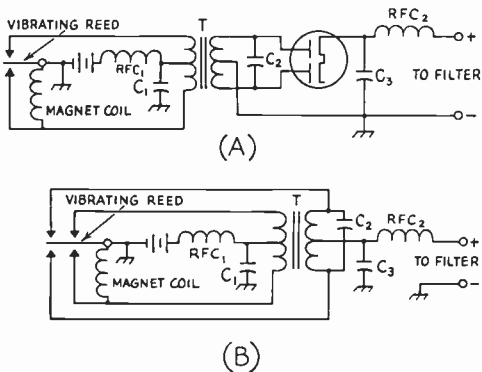 VIBRATING REED
T
RFC₂
+
RFC₁
C₁
C₂
C₃
TO FILTER
MAGNET COIL
−
(A)
VIBRATING REED
T
C₂
RFC₂
+
RFC₁
C₁
C₃
TO FILTER
MAGNET COIL
−
(B)